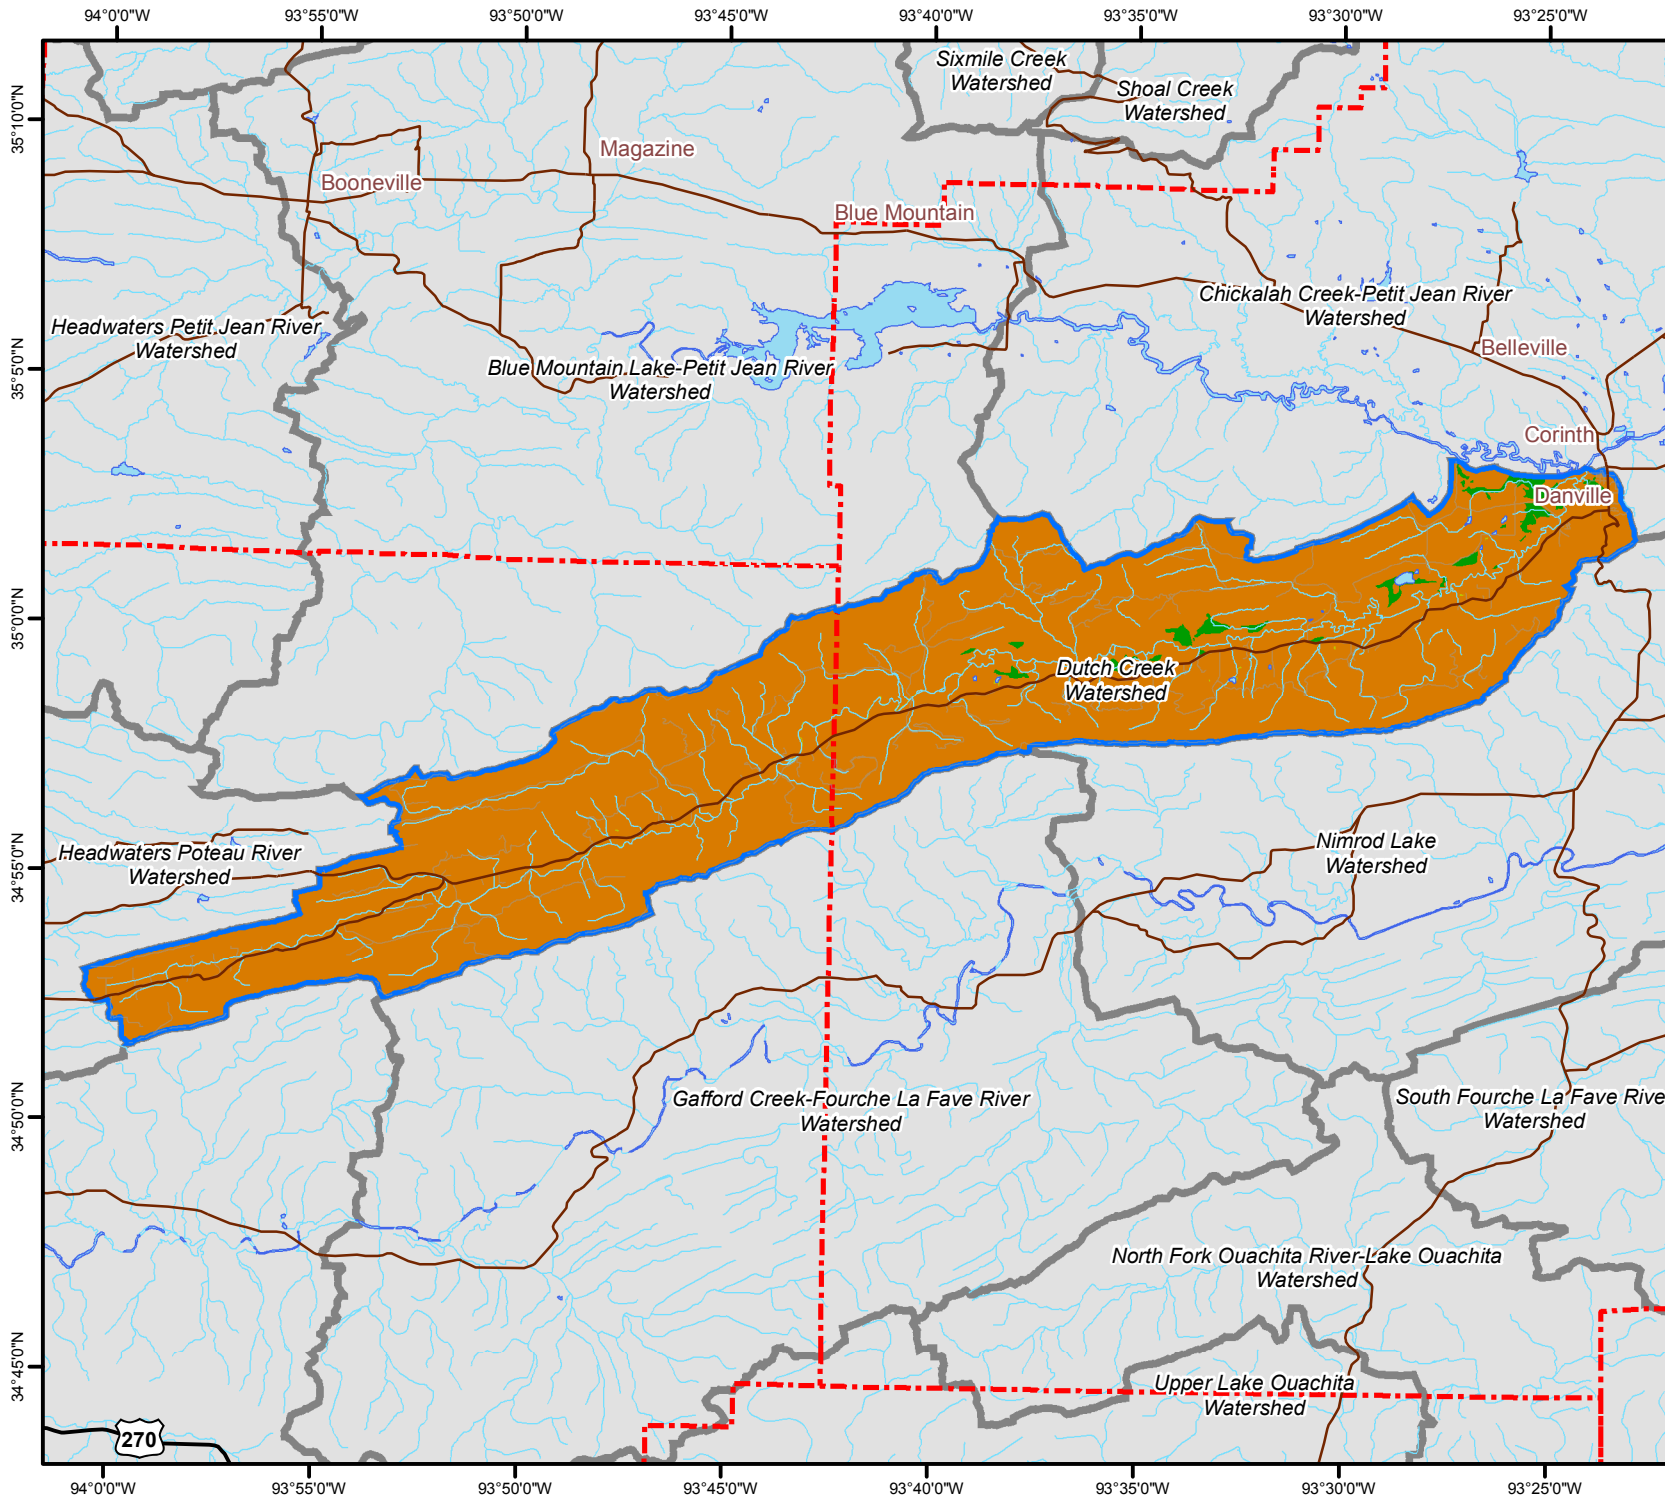 94°0'0"W 93°55'0"W 93°50'0"W 93°45'0"W 93°40'0"W 93°35'0"W 93°30'0"W 93°25'0"W
Sixmile Creek
Watershed
Shoal Creek
Watershed
35°10'0"N
Magazine
Booneville
Blue Mountain
Chickalah Creek-Petit Jean River
Watershed
Headwaters Petit Jean River
Watershed
Belleville
35°5'0"N
Blue Mountain Lake-Petit Jean River
Watershed
Corinth
Danville
35°0'0"N
Dutch Creek
Watershed
Nimrod Lake
Watershed
Headwaters Poteau River
Watershed
34°55'0"N
Gafford Creek-Fourche La Fave River
Watershed
South Fourche La Fave Rive
Watershed
34°50'0"N
North Fork Ouachita River-Lake Ouachita
Watershed
34°45'0"N
Upper Lake Ouachita
Watershed
270
94°0'0"W 93°55'0"W 93°50'0"W 93°45'0"W 93°40'0"W 93°35'0"W 93°30'0"W 93°25'0"W